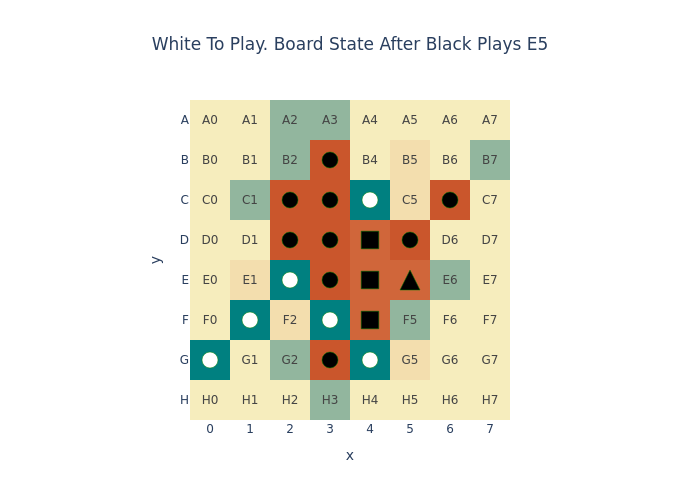 White To Play. Board State After Black Plays E5
A A0 A1 A2 A3 A4 A5 A6 A7
B B0 B1 B2 B4 B5 B6 B7
C C0 C1 C5 C7
D D0 D1 D6 D7
E E0 E1 E6 E7
F F0 F2 F5 F6 F7
G G1 G2 G5 G6 G7
H H0 H1 H2 H3 H4 H5 H6 H7
0 1 2 3 4 5 6 7
x
y